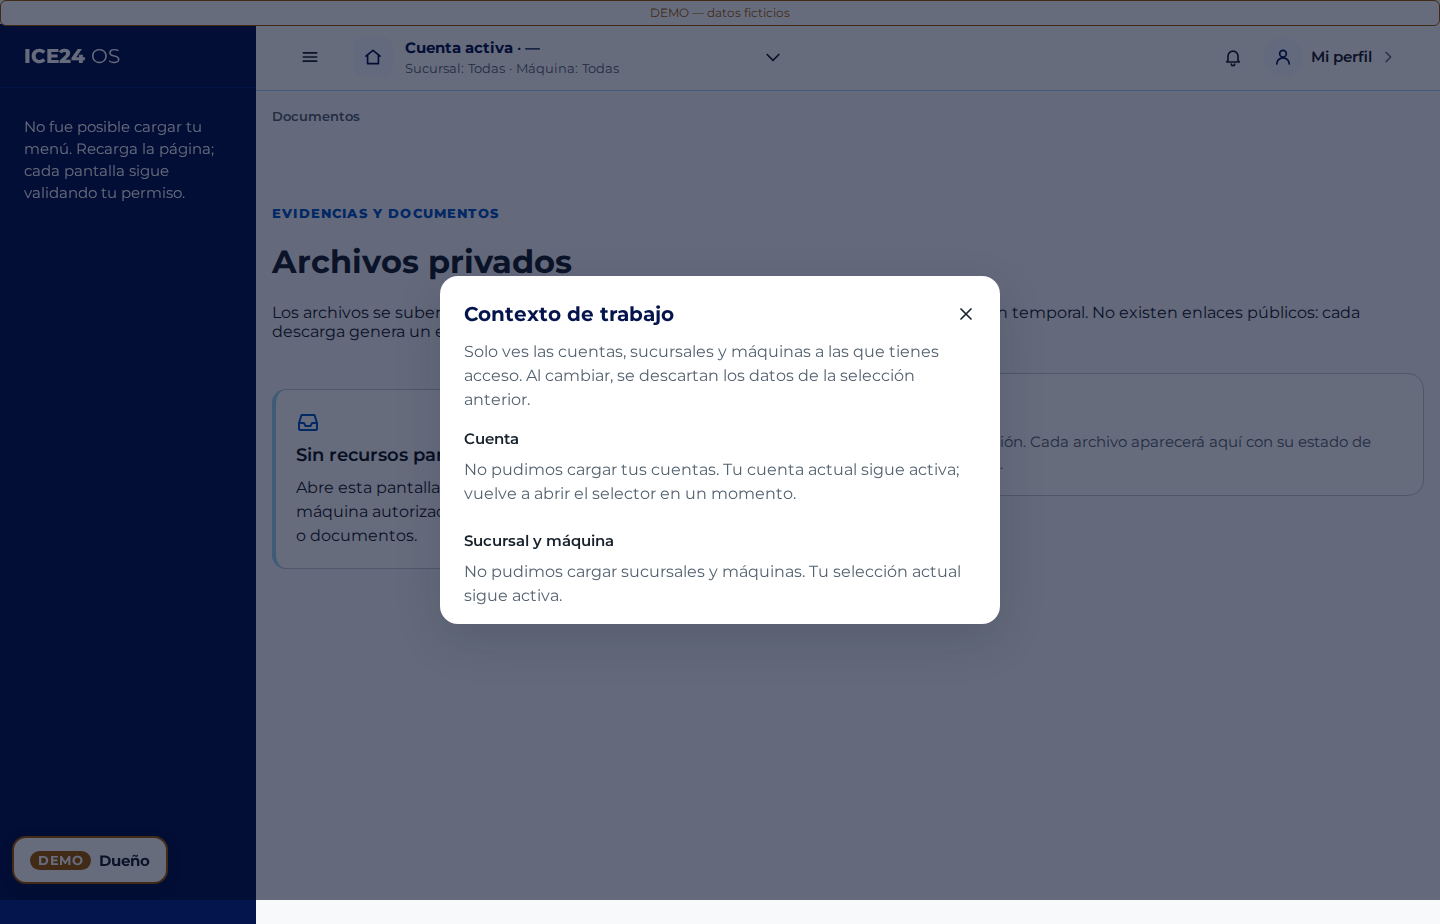 DEMO — datos ficticios
ICE24 OS
Cuenta activa · —
Sucursal: Todas · Máquina: Todas
Mi perfil
No fue posible cargar tu
menú. Recarga la página;
cada pantalla sigue
validando tu permiso.
Documentos
EVIDENCIAS Y DOCUMENTOS
Archivos privados
Los archivos se suben temporal. No existen enlaces públicos: cada
descarga genera un
Sin recursos
Abre esta pantalla
máquina
o documentos.
Cada archivo aparecerá aquí con su estado de
Contexto de trabajo
Solo ves las cuentas, sucursales y máquinas a las que tienes
acceso. Al cambiar, se descartan los datos de la selección
anterior.
Cuenta
No pudimos cargar tus cuentas. Tu cuenta actual sigue activa;
vuelve a abrir el selector en un momento.
Sucursal y máquina
No pudimos cargar sucursales y máquinas. Tu selección actual
sigue activa.
DEMO Dueño